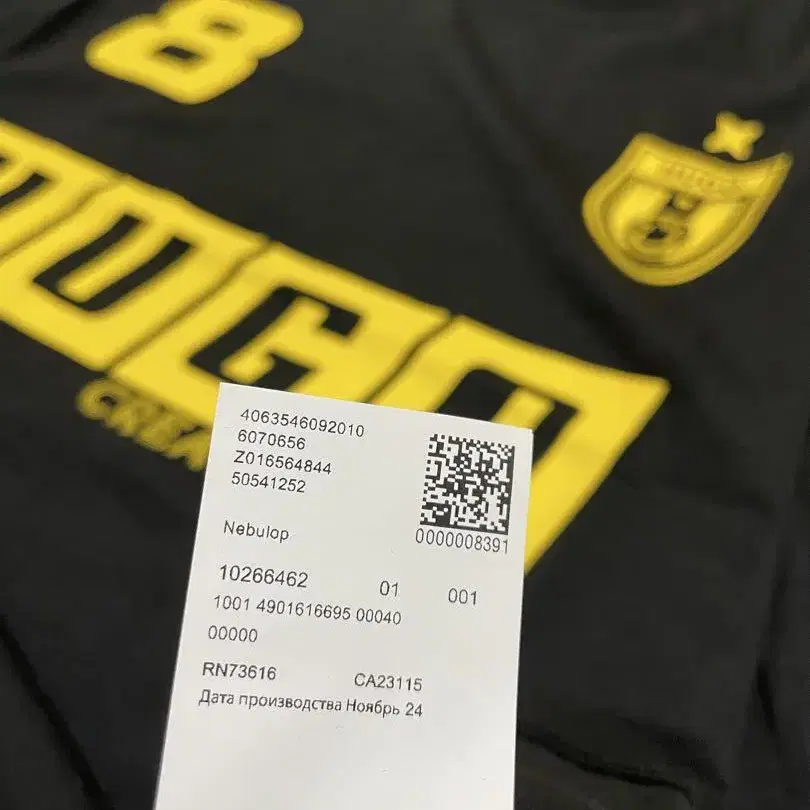 8
UGO
CREA
4063546092010
6070656
Z016564844
50541252
0000008391
Nebulop
10266462 01 001
1001 4901616695 00040
00000
RN73616 CA23115
Дата производства Ноябрь 24